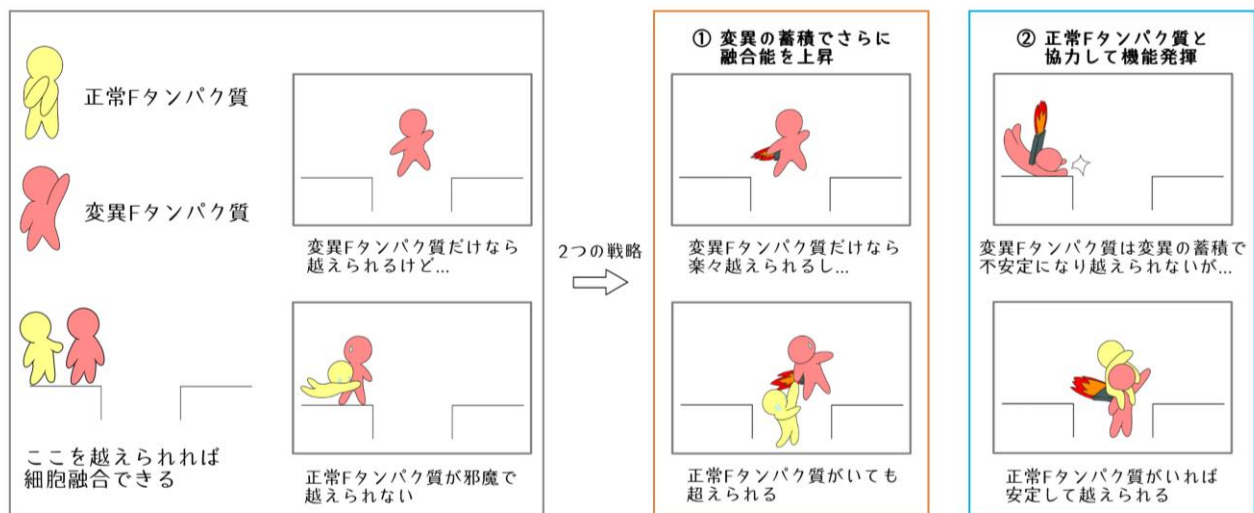 正常Fタンパク質
変異Fタンパク質
ここを越えられれば
細胞融合できる
変異Fタンパク質だけなら
越えられるけど...
正常Fタンパク質が邪魔で
越えられない
2つの戦略
① 変異の蓄積でさらに
融合能を上昇
変異Fタンパク質だけなら
楽々越えられるし...
正常Fタンパク質がいても
超えられる
② 正常Fタンパク質と
協力して機能発揮
変異Fタンパク質は変異の蓄積で
不安定になり越えられないが...
正常Fタンパク質がいれば
安定して越えられる